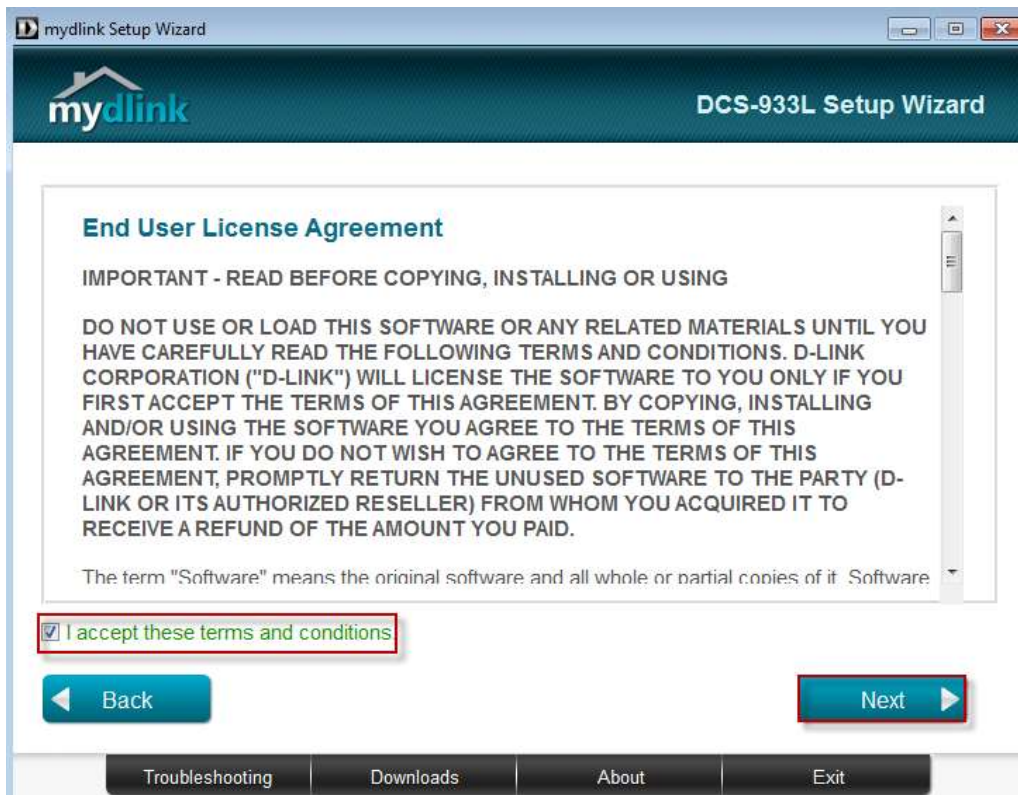 mydlink Setup Wizard
mydlink
DCS-933L Setup Wizard
End User License Agreement
IMPORTANT - READ BEFORE COPYING, INSTALLING OR USING
DO NOT USE OR LOAD THIS SOFTWARE OR ANY RELATED MATERIALS UNTIL YOU
HAVE CAREFULLY READ THE FOLLOWING TERMS AND CONDITIONS. D-LINK
CORPORATION ("D-LINK") WILL LICENSE THE SOFTWARE TO YOU ONLY IF YOU
FIRST ACCEPT THE TERMS OF THIS AGREEMENT. BY COPYING, INSTALLING
AND/OR USING THE SOFTWARE YOU AGREE TO THE TERMS OF THIS
AGREEMENT. IF YOU DO NOT WISH TO AGREE TO THE TERMS OF THIS
AGREEMENT, PROMPTLY RETURN THE UNUSED SOFTWARE TO THE PARTY (D-
LINK OR ITS AUTHORIZED RESELLER) FROM WHOM YOU ACQUIRED IT TO
RECEIVE A REFUND OF THE AMOUNT YOU PAID.
The term "Software" means the original software and all whole or partial copies of it. Software
I accept these terms and conditions.
Back
Next
Troubleshooting
Downloads
About
Exit